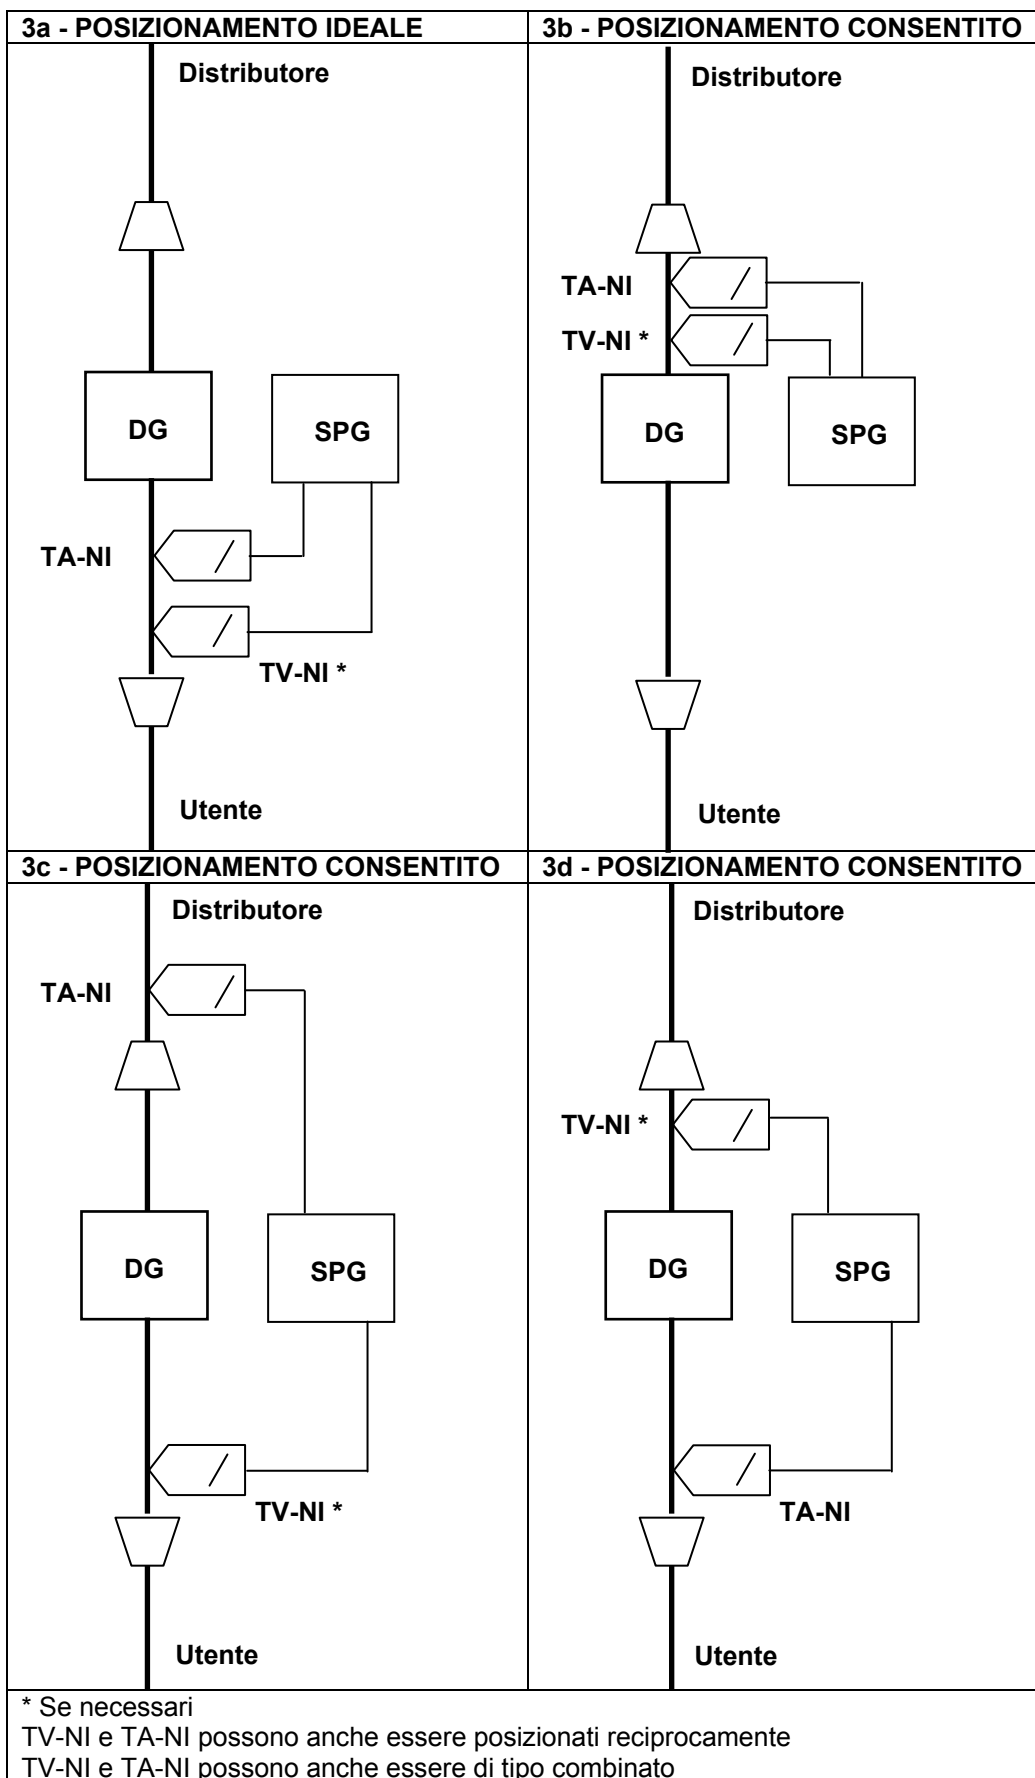 3a - POSIZIONAMENTO IDEALE
Distributore
DG
SPG
TA-NI
TV-NI *
Utente
3b - POSIZIONAMENTO CONSENTITO
Distributore
TA-NI
TV-NI *
DG
SPG
Utente
3c - POSIZIONAMENTO CONSENTITO
Distributore
TA-NI
DG
SPG
TV-NI *
Utente
3d - POSIZIONAMENTO CONSENTITO
Distributore
TV-NI *
DG
SPG
TA-NI
Utente
* Se necessari
TV-NI e TA-NI possono anche essere posizionati reciprocamente
TV-NI e TA-NI possono anche essere di tipo combinato